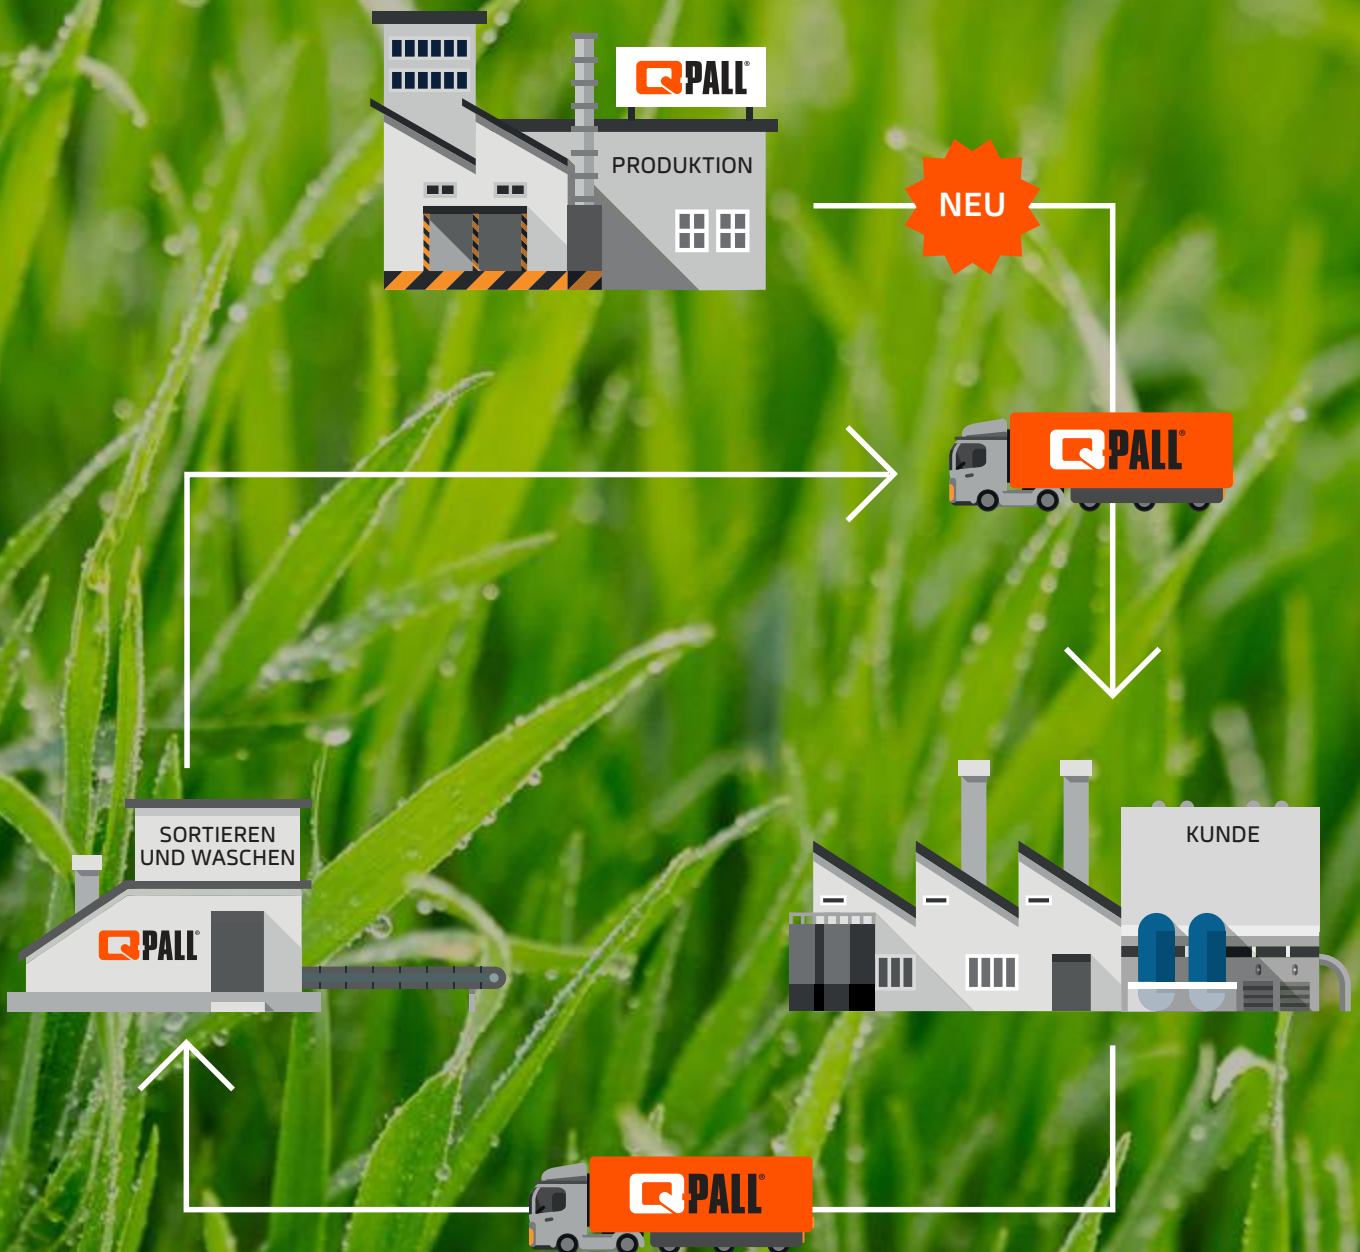 QPALL®
PRODUKTION
NEU
QPALL®
SORTIEREN
UND WASCHEN
QPALL®
KUNDE
QPALL®